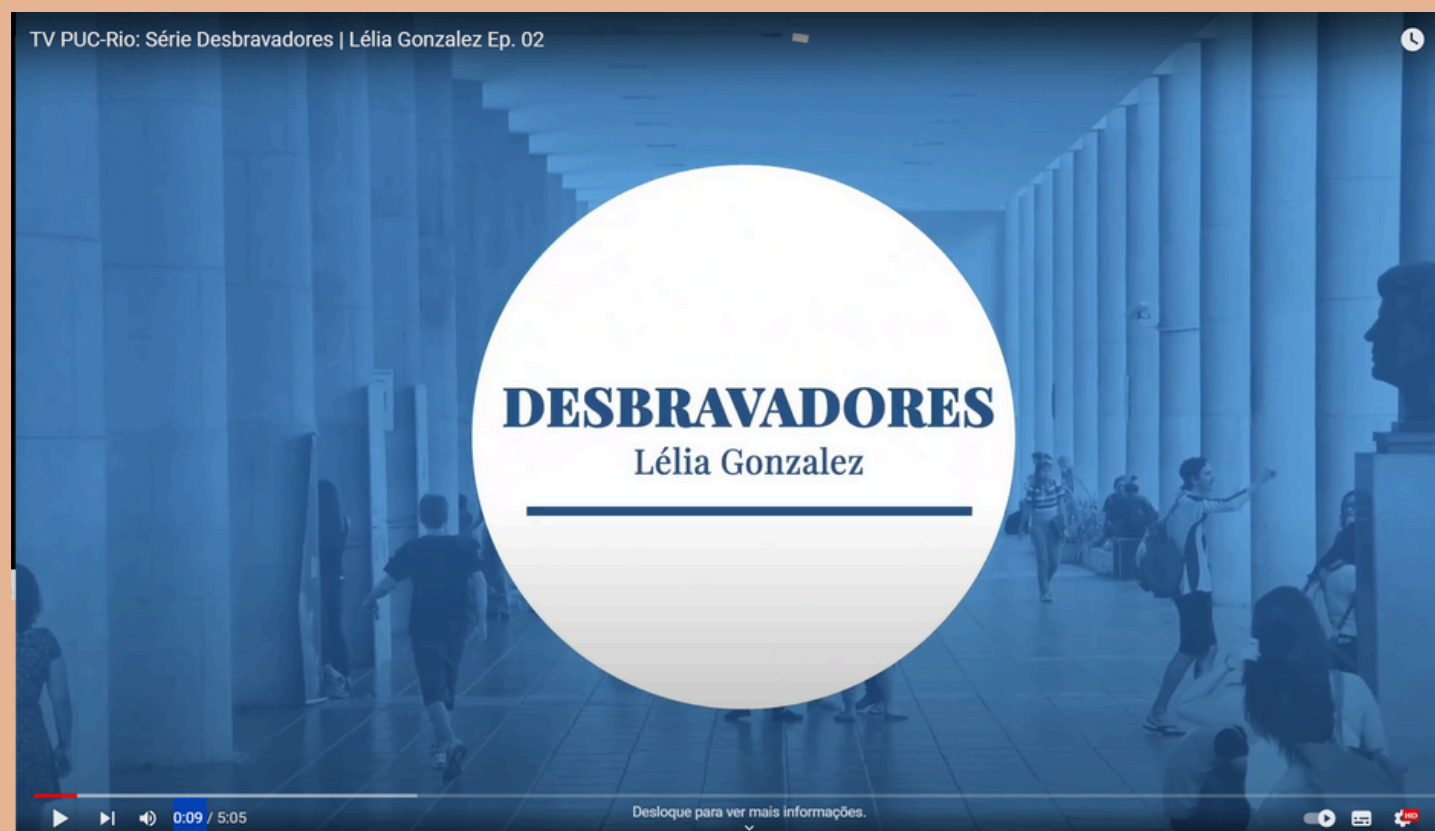 TV PUC-Rio: Série Desbravadores | Lélia Gonzalez Ep. 02
DESBRAVADORES
Lélia Gonzalez
0:09 / 5:05
Desloque para ver mais informações.
HD